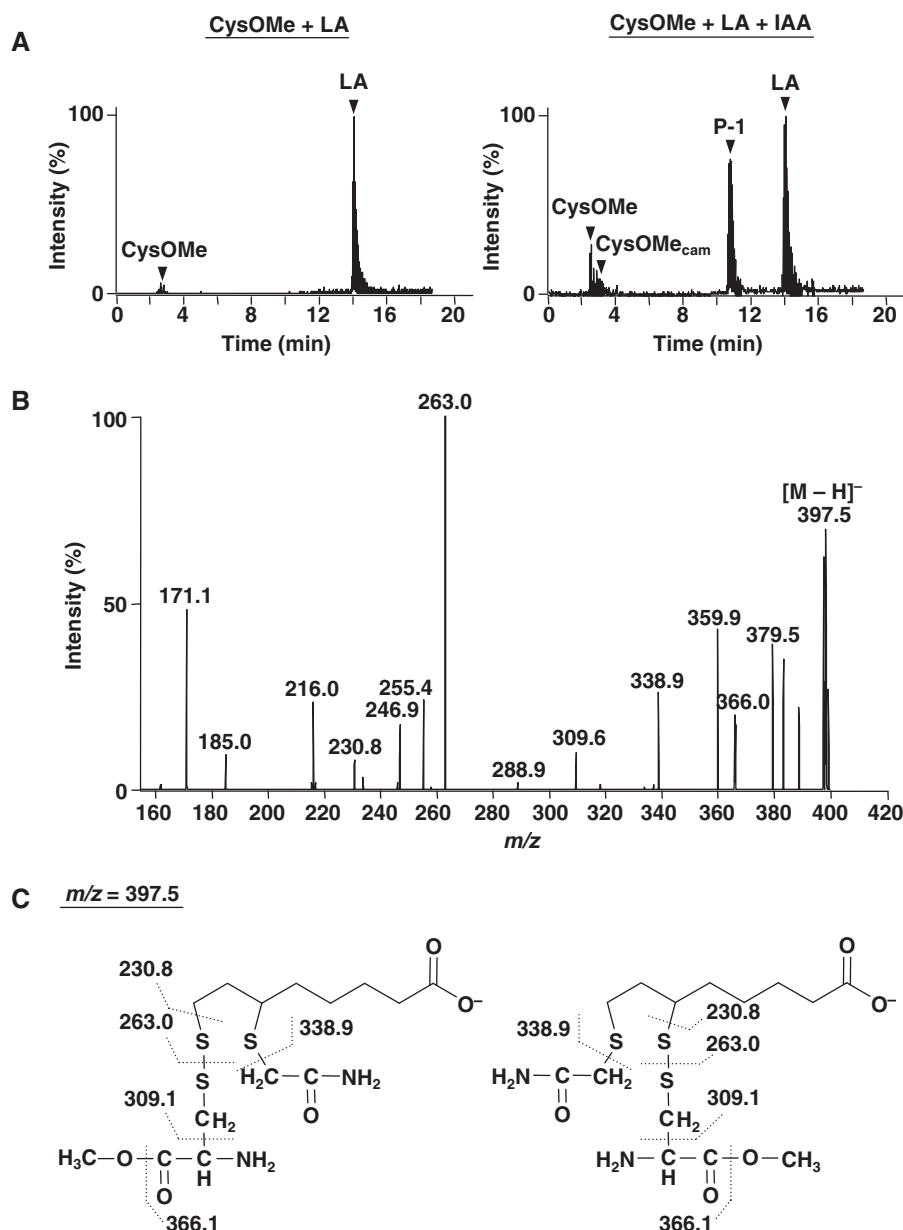 A
CysOMe + LA
CysOMe + LA + IAA
LA
CysOMe
100
0
Intensity (%)
0 4 8 12 16 20
Time (min)
LA
P-1
CysOMe
CysOMecam
100
0
Intensity (%)
0 4 8 12 16 20
Time (min)
B
263.0
[M – H]–
397.5
171.1
185.0
216.0
230.8
246.9
255.4
288.9
309.6
338.9
359.9
366.0
379.5
100
50
0
Intensity (%)
160 180 200 220 240 260 280 300 320 340 360 380 400 420
m/z
C
m/z = 397.5
O
O–
230.8
263.0
S
S
338.9
S
H2C–C–NH2
O
309.1
CH2
H3C–O–C–C–NH2
O
H
366.1
O
O–
230.8
338.9
S
S
263.0
S
H2N–C–CH2
O
309.1
CH2
H2N–C–C–O–CH3
H
O
366.1